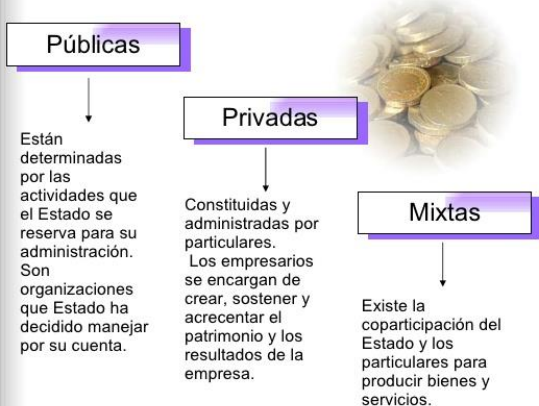 Públicas
Están
determinadas
por las
actividades que
el Estado se
reserva para su
administración.
Son
organizaciones
que Estado ha
decidido manejar
por su cuenta.
Privadas
Constituidas y
administradas por
particulares.
Los empresarios
se encargan de
crear, sostener y
acrecentar el
patrimonio y los
resultados de la
empresa.
Mixtas
Existe la
coparticipación del
Estado y los
particulares para
producir bienes y
servicios.